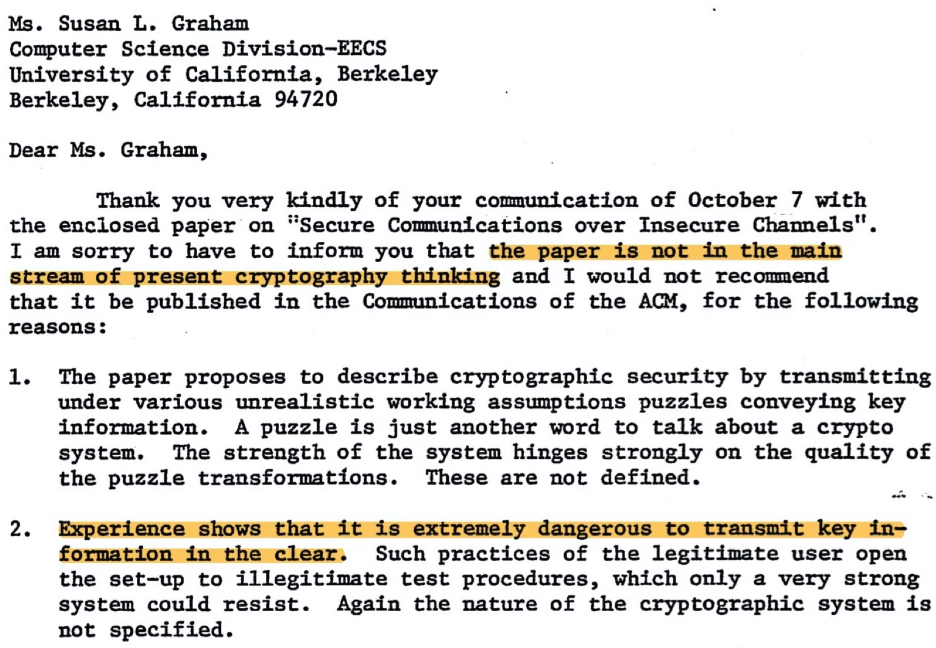 Ms. Susan L. Graham
Computer Science Division-EECS
University of California, Berkeley
Berkeley, California 94720
Dear Ms. Graham,
Thank you very kindly of your communication of October 7 with
the enclosed paper on "Secure Communications over Insecure Channels".
I am sorry to have to inform you that the paper is not in the main
stream of present cryptography thinking and I would not recommend
that it be published in the Communications of the ACM, for the following
reasons:
1. The paper proposes to describe cryptographic security by transmitting
under various unrealistic working assumptions puzzles conveying key
information. A puzzle is just another word to talk about a crypto
system. The strength of the system hinges strongly on the quality of
the puzzle transformations. These are not defined.
2. Experience shows that it is extremely dangerous to transmit key in-
formation in the clear. Such practices of the legitimate user open
the set-up to illegitimate test procedures, which only a very strong
system could resist. Again the nature of the cryptographic system is
not specified.